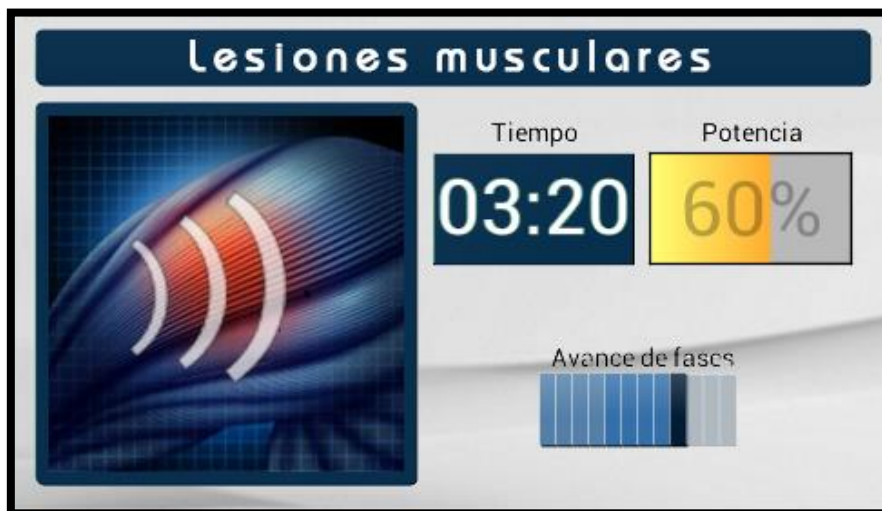 Lesiones musculares
Tiempo
Potencia
03:20
60%
Avance de fases